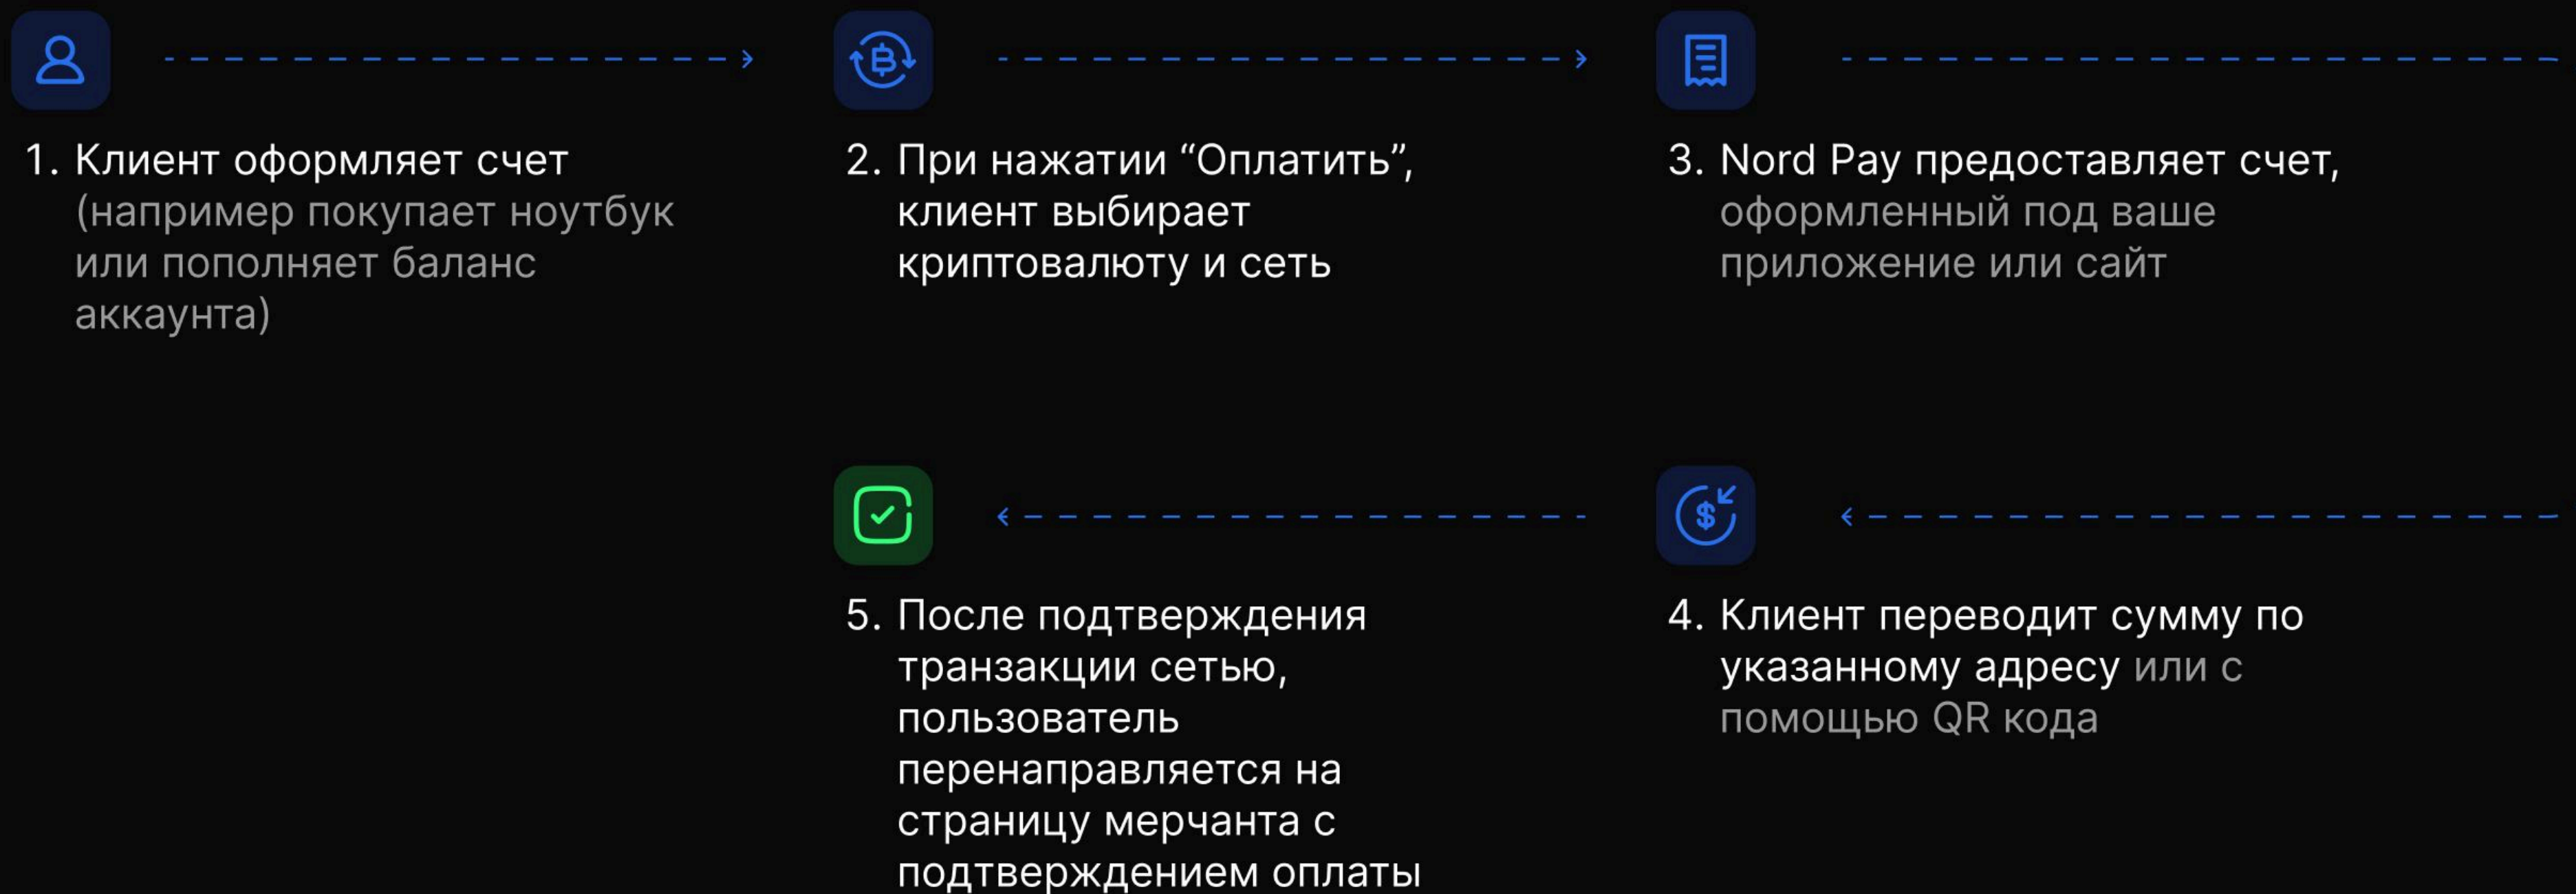 1. Клиент оформляет счет
(например покупает ноутбук
или пополняет баланс
аккаунта)
2. При нажатии “Оплатить”,
клиент выбирает
криптовалюту и сеть
3. Nord Pay предоставляет счет,
оформленный под ваше
приложение или сайт
4. Клиент переводит сумму по
указанному адресу или с
помощью QR кода
5. После подтверждения
транзакции сетью,
пользователь
перенаправляется на
страницу мерчанта с
подтверждением оплаты